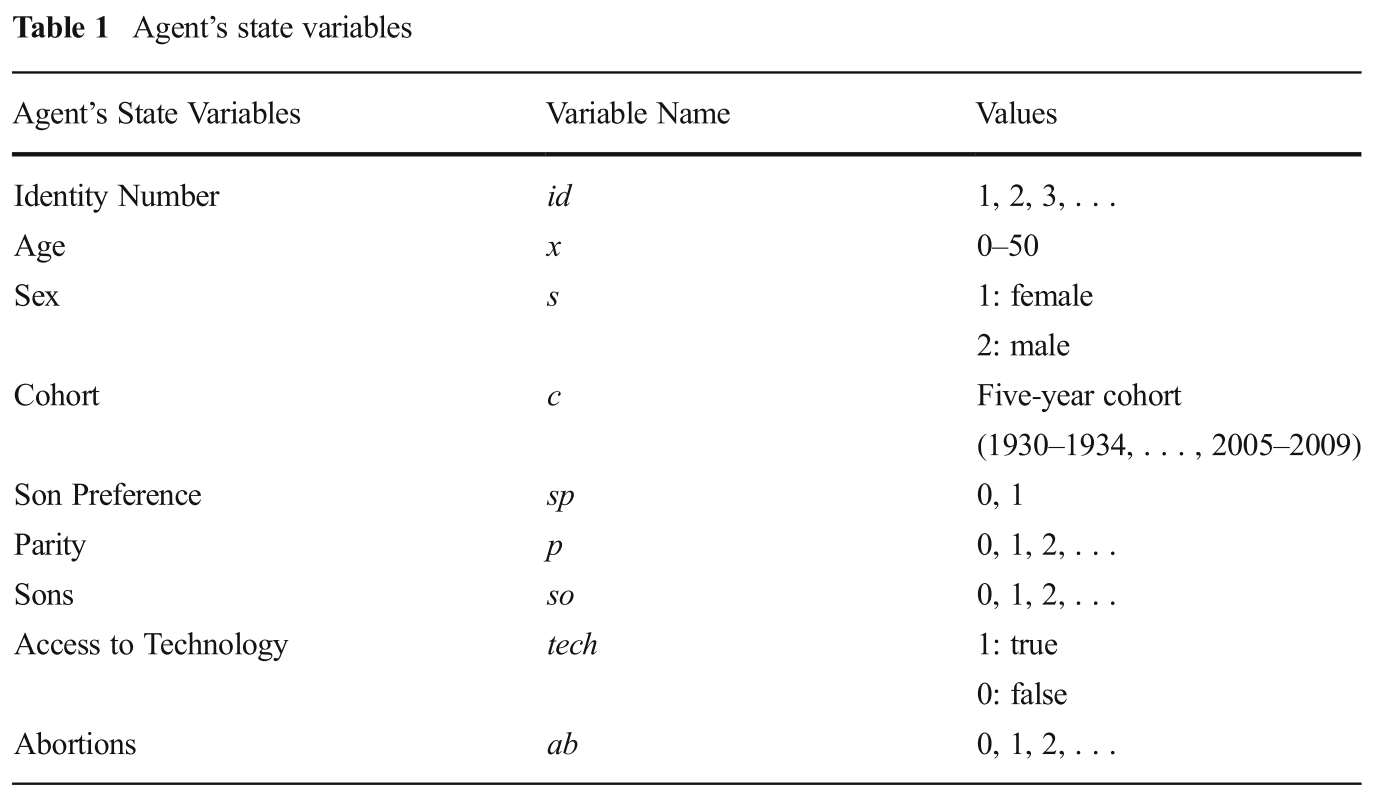 Table 1 Agent’s state variables
Agent’s State Variables Variable Name Values
Identity Number id 1, 2, 3, . . .
Age x 0–50
Sex s 1: female
2: male
Cohort c Five-year cohort
(1930–1934, . . . , 2005–2009)
Son Preference sp 0, 1
Parity p 0, 1, 2, . . .
Sons so 0, 1, 2, . . .
Access to Technology tech 1: true
0: false
Abortions ab 0, 1, 2, . . .